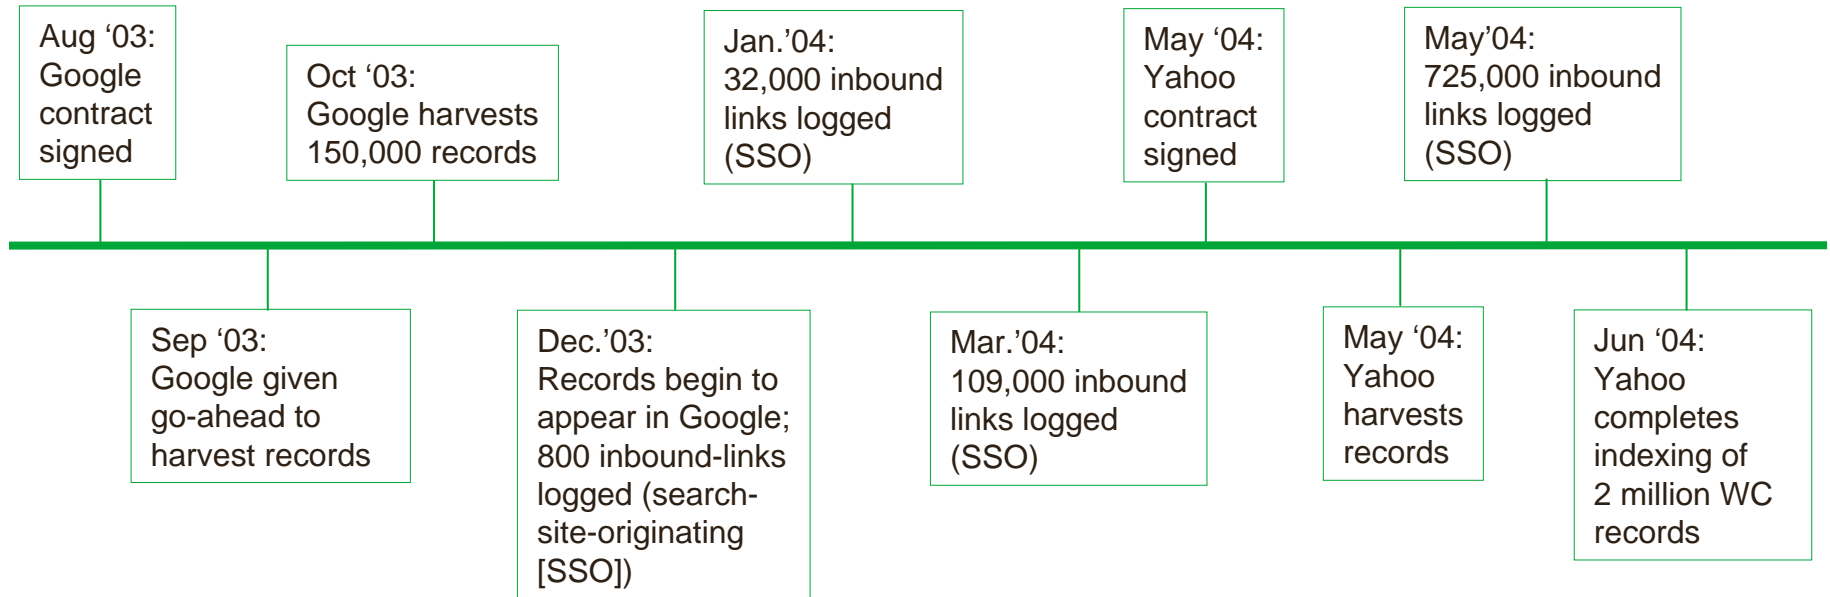 Aug ‘03:
Google
contract
signed
Sep ‘03:
Google given
go-ahead to
harvest records
Oct ‘03:
Google harvests
150,000 records
Dec.’03:
Records begin to
appear in Google;
800 inbound-links
logged (search-
site-originating
[SSO])
Jan.’04:
32,000 inbound
links logged
(SSO)
Mar.’04:
109,000 inbound
links logged
(SSO)
May ‘04:
Yahoo
contract
signed
May ‘04:
Yahoo
harvests
records
May’04:
725,000 inbound
links logged
(SSO)
Jun ‘04:
Yahoo
completes
indexing of
2 million WC
records